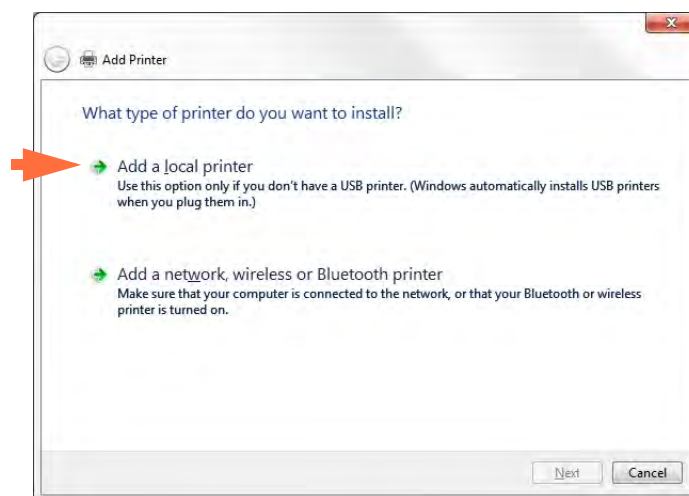 Add Printer
What type of printer do you want to install?
Add a local printer
Use this option only if you don't have a USB printer. (Windows automatically installs USB printers
when you plug them in.)
Add a network, wireless or Bluetooth printer
Make sure that your computer is connected to the network, or that your Bluetooth or wireless
printer is turned on.
Next Cancel